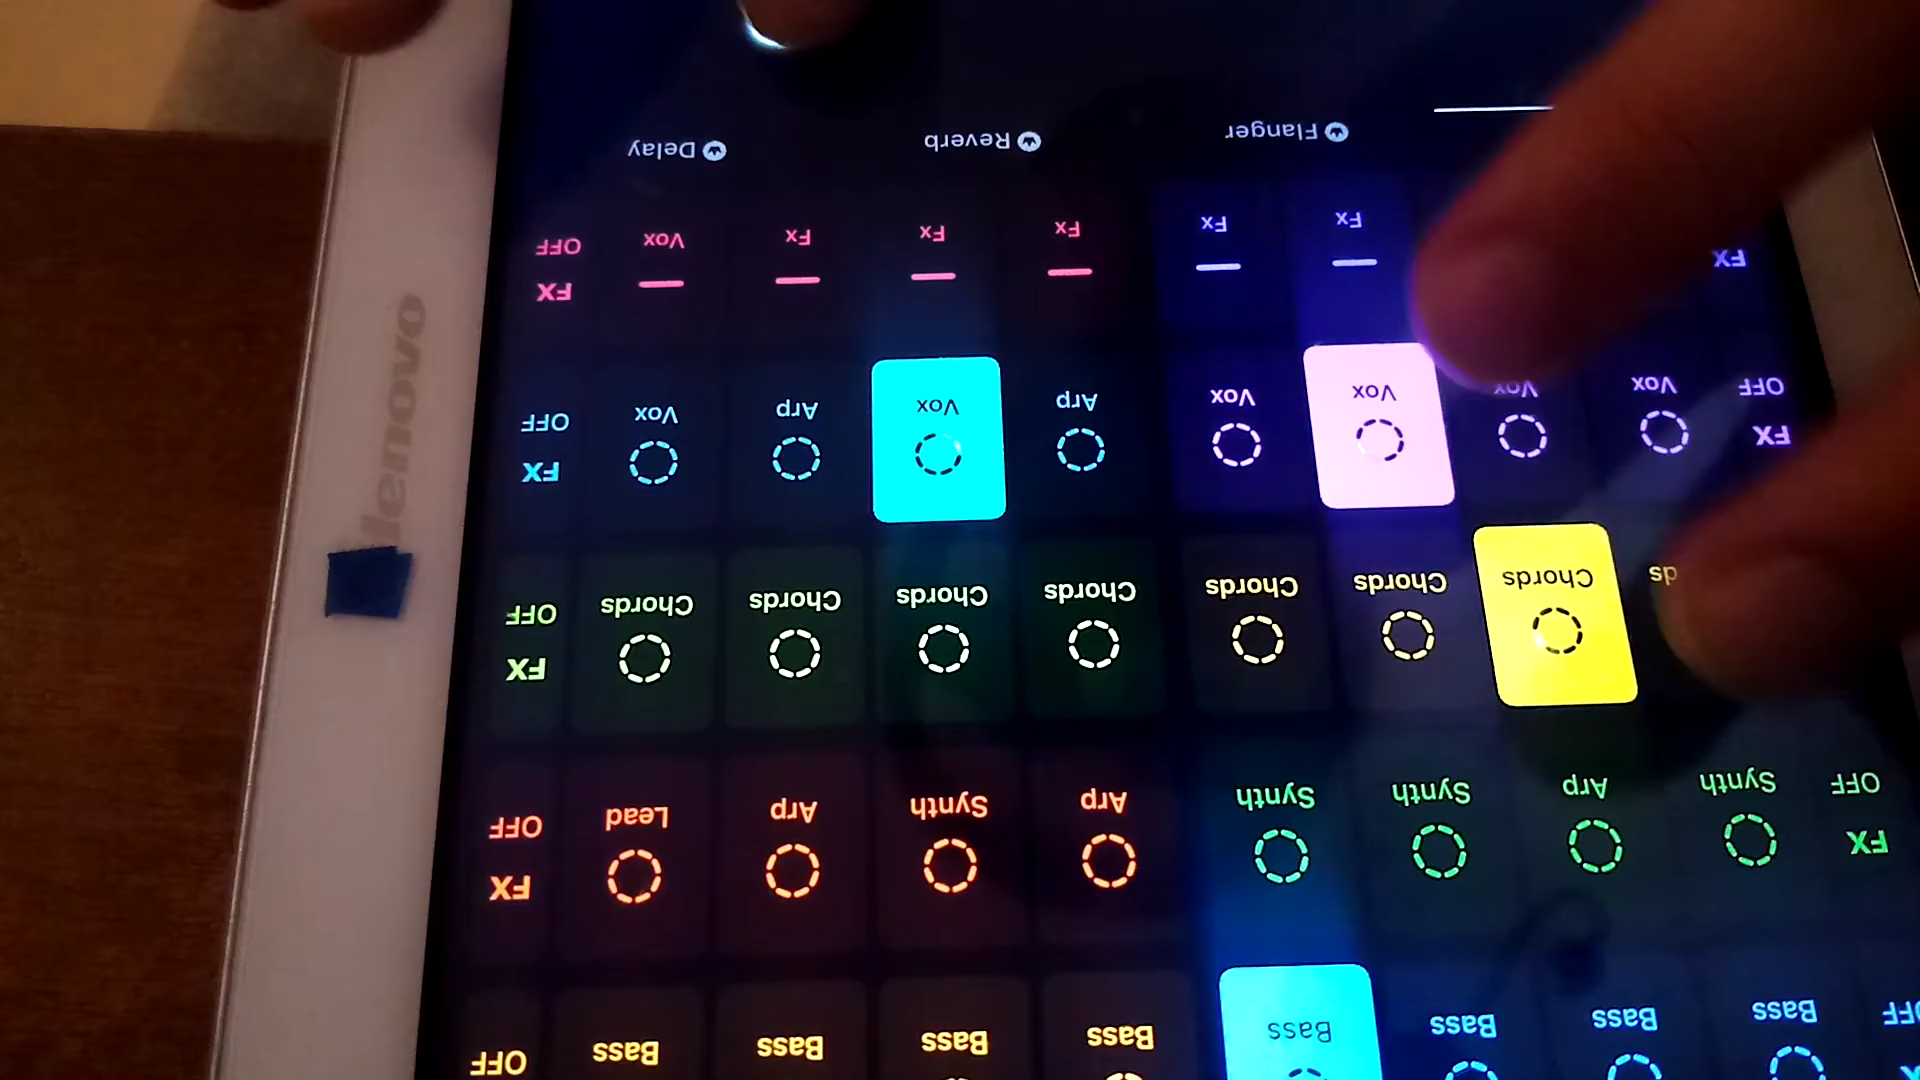 Bass Bass Bass Bass Bass Bass Bass Bass OFF
FX FX
OFF Synth Arp Synth Synth Arp Synth Arp Lead OFF
FX
Chords Chords Chords Chords Chords Chords Chords OFF
FX FX
OFF Vox Vox Vox Vox Arp Vox Arp Vox OFF
FX FX
Fx Fx Fx Fx Fx Vox OFF
Flanger Reverb Delay
lenovo